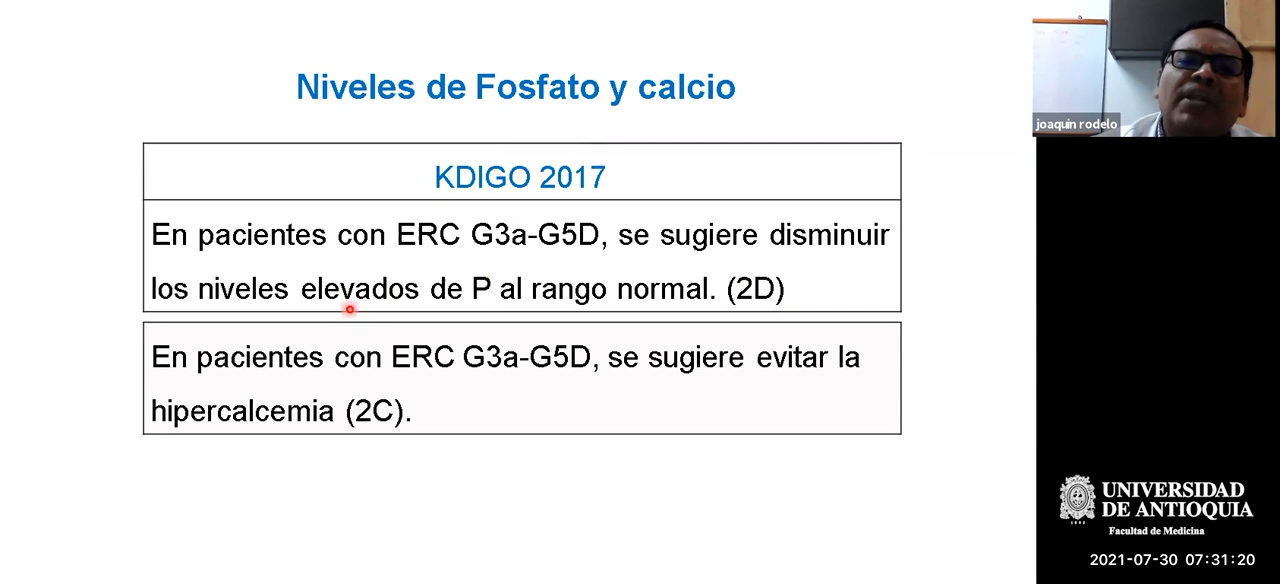 Niveles de Fosfato y calcio
KDIGO 2017
En pacientes con ERC G3a-G5D, se sugiere disminuir
los niveles elevados de P al rango normal. (2D)
En pacientes con ERC G3a-G5D, se sugiere evitar la
hipercalcemia (2C).
joaquin rodelo
UNIVERSIDAD
DE ANTIOQUIA
1803
Facultad de Medicina
2021-07-30 07:31:20